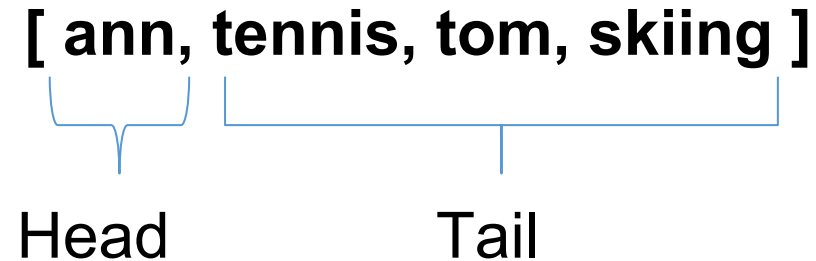 [ ann, tennis, tom, skiing ]
Head Tail